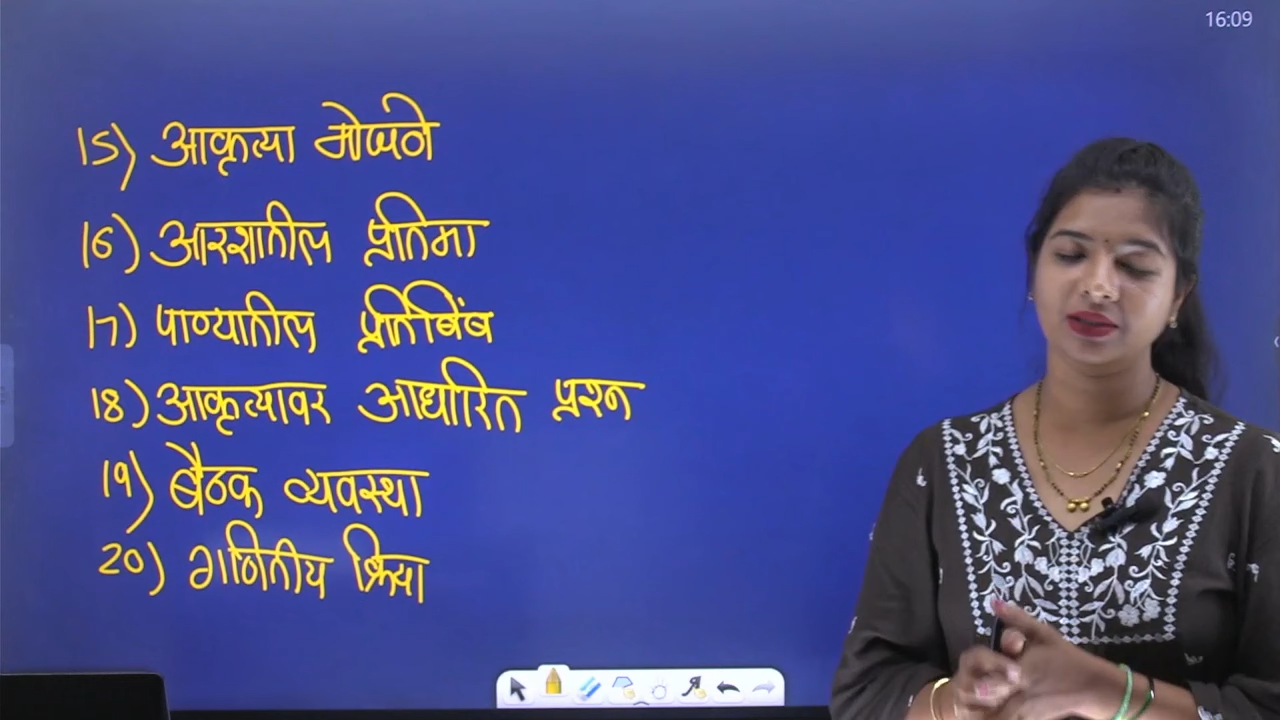 16:09
15) आकृत्या मोजणे
16) आरशातील प्रतिमा
17) पाण्यातील प्रतिबिंब
18) आकृत्यावर आधारित प्रश्न
19) बैठक व्यवस्था
20) गणितीय क्रिया